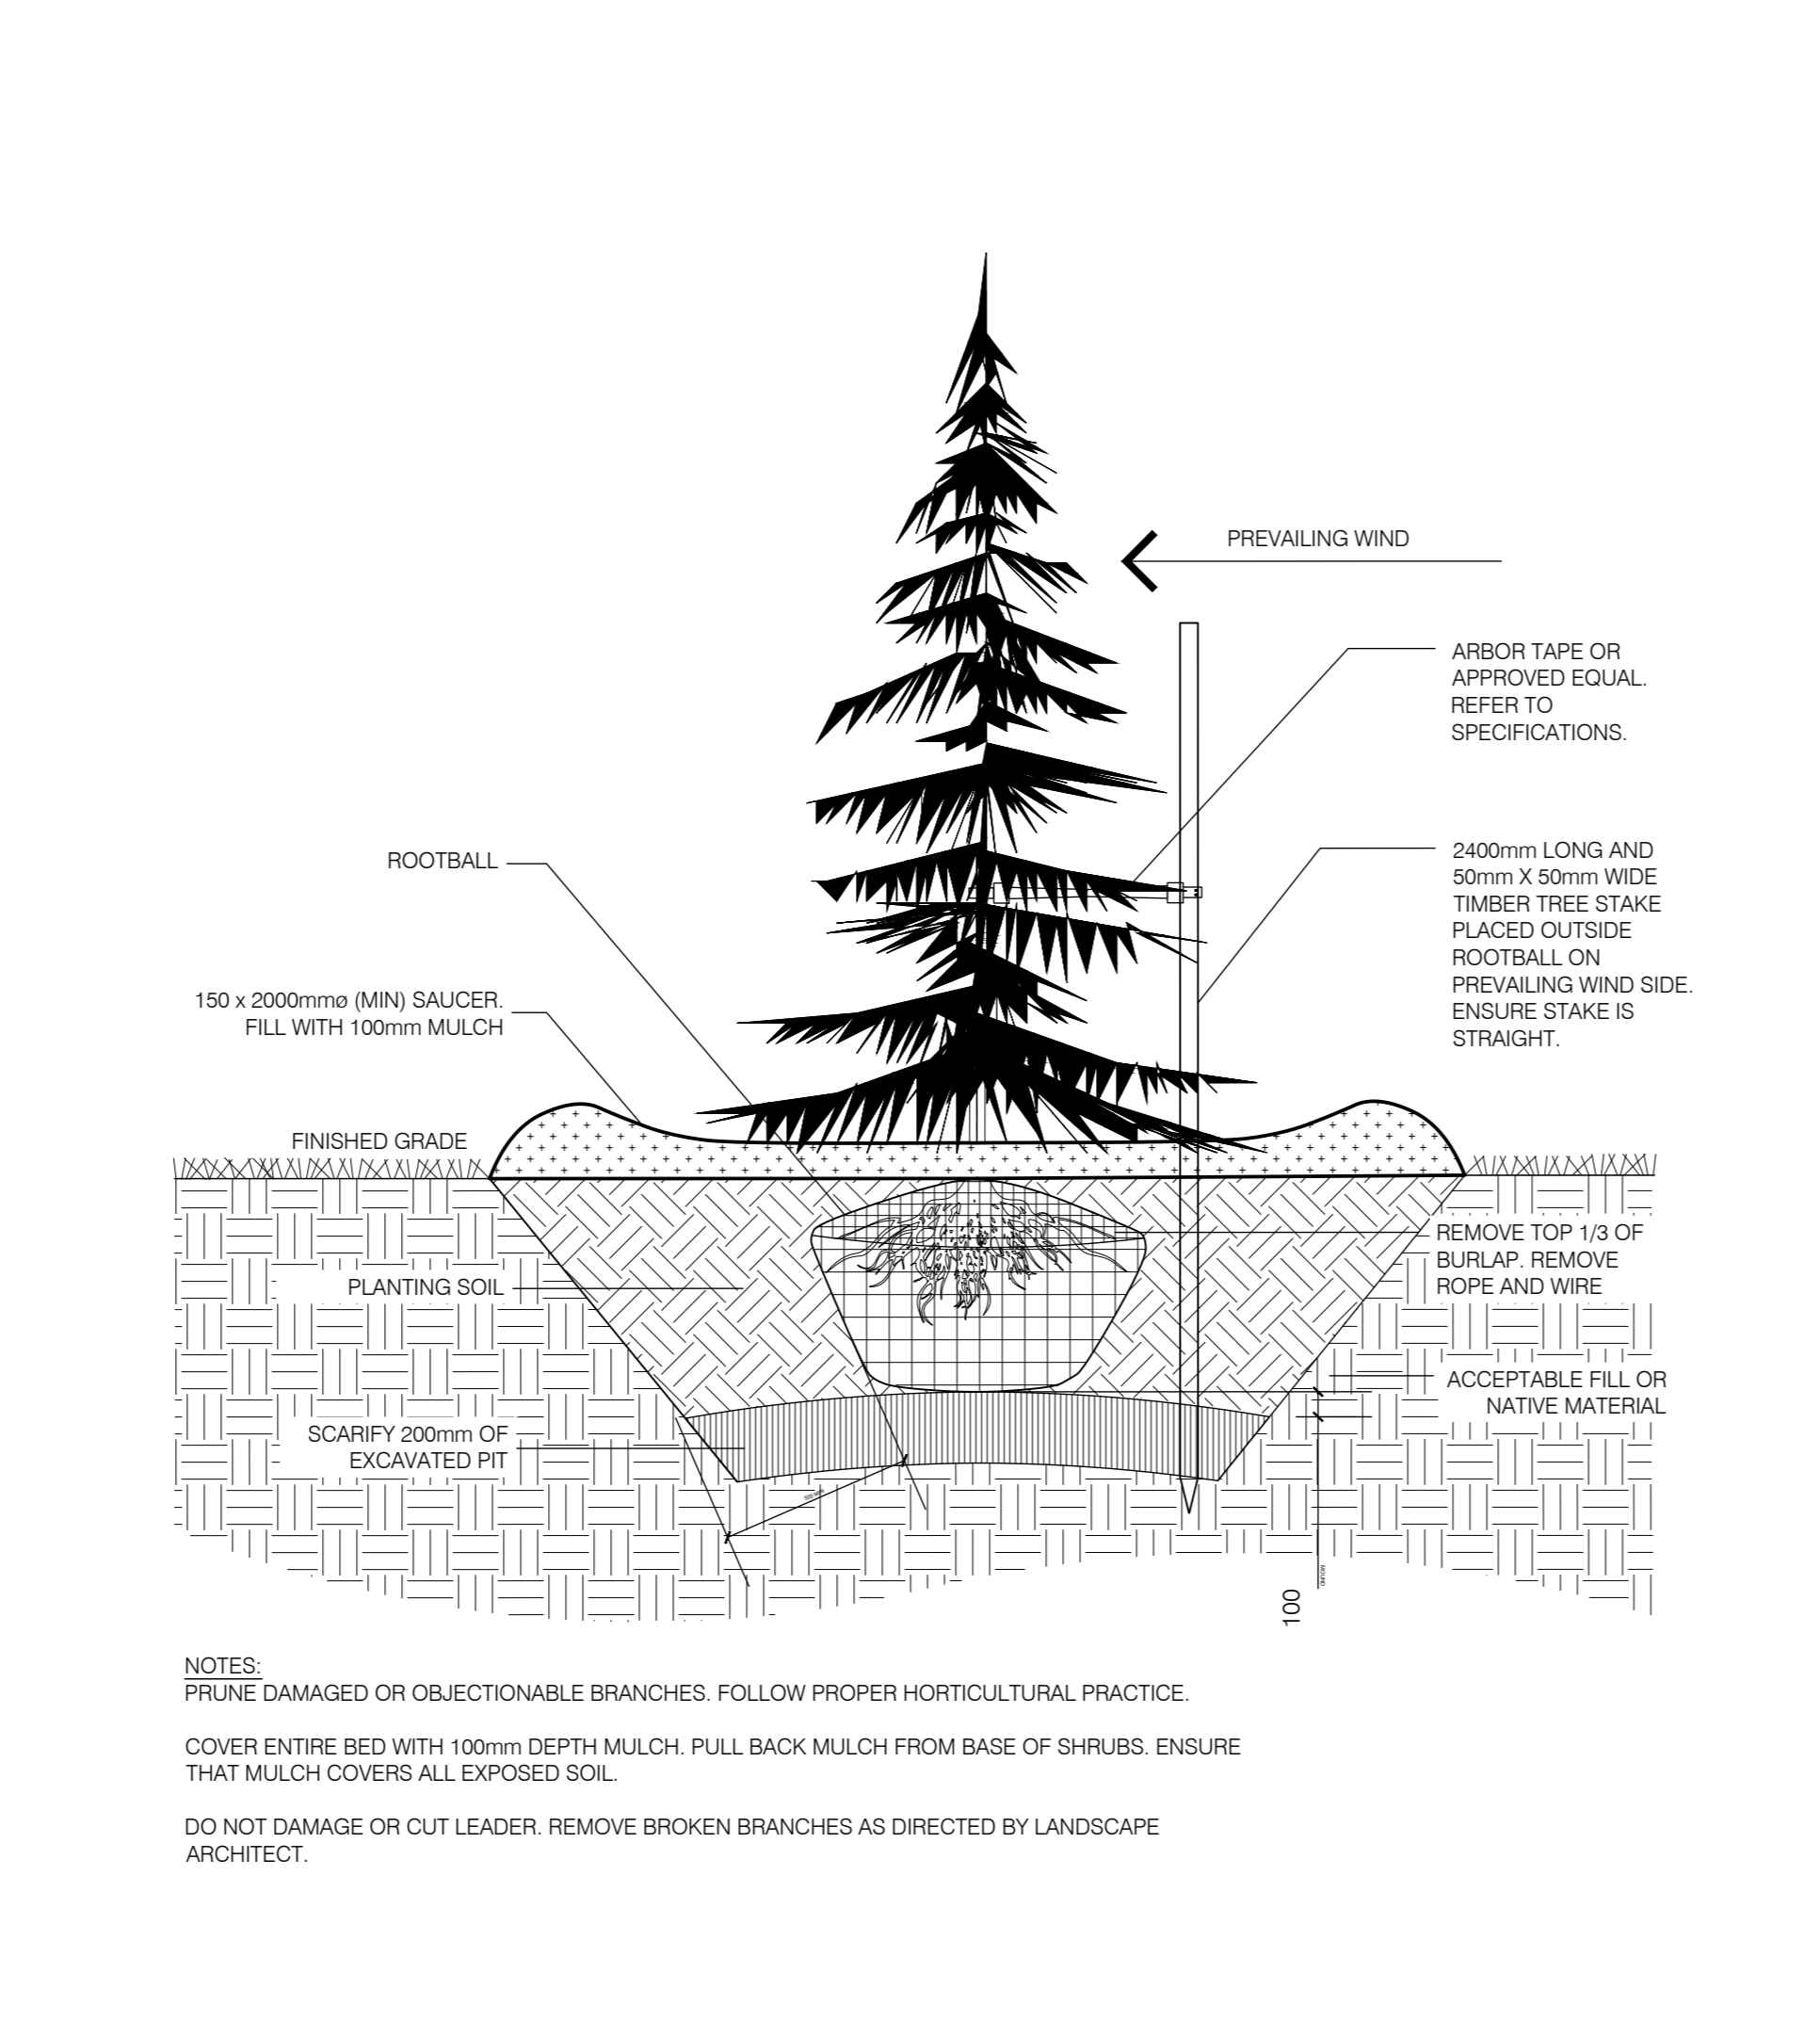 PREVAILING WIND
ARBOR TAPE OR
APPROVED EQUAL.
REFER TO
SPECIFICATIONS.
ROOTBALL
2400mm LONG AND
50mm X 50mm WIDE
TIMBER TREE STAKE
PLACED OUTSIDE
ROOTBALL ON
PREVAILING WIND SIDE.
ENSURE STAKE IS
STRAIGHT.
150 x 2000mmø (MIN) SAUCER.
FILL WITH 100mm MULCH
FINISHED GRADE
REMOVE TOP 1/3 OF
BURLAP. REMOVE
ROPE AND WIRE
PLANTING SOIL
ACCEPTABLE FILL OR
NATIVE MATERIAL
SCARIFY 200mm OF
EXCAVATED PIT
500 MIN
MOUND
100
NOTES:
PRUNE DAMAGED OR OBJECTIONABLE BRANCHES. FOLLOW PROPER HORTICULTURAL PRACTICE.
COVER ENTIRE BED WITH 100mm DEPTH MULCH. PULL BACK MULCH FROM BASE OF SHRUBS. ENSURE
THAT MULCH COVERS ALL EXPOSED SOIL.
DO NOT DAMAGE OR CUT LEADER. REMOVE BROKEN BRANCHES AS DIRECTED BY LANDSCAPE
ARCHITECT.